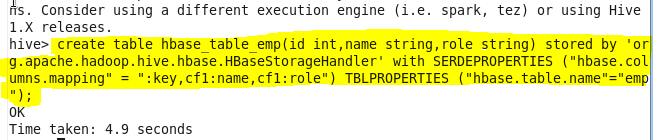 ns. Consider using a different execution engine (i.e. spark, tez) or using Hive
1.X releases.
hive> create table hbase_table_emp(id int,name string,role string) stored by 'or
g.apache.hadoop.hive.hbase.HBaseStorageHandler' with SERDEPROPERTIES ("hbase.col
umns.mapping" = ":key,cf1:name,cf1:role") TBLPROPERTIES ("hbase.table.name"="emp
");
OK
Time taken: 4.9 seconds